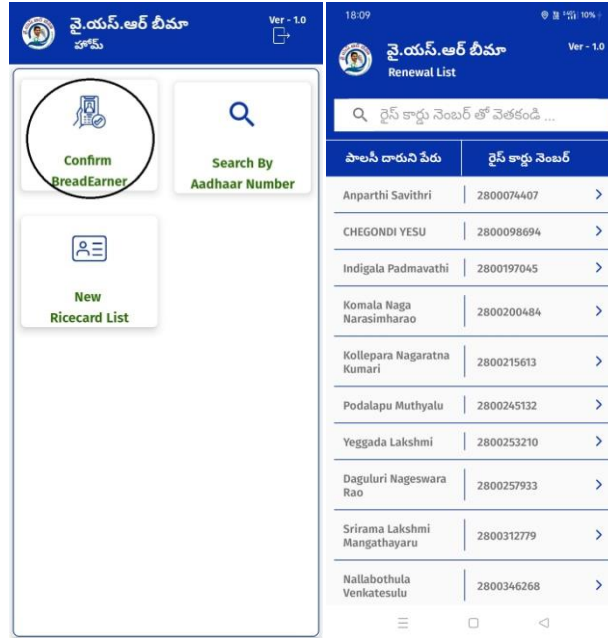 వై.యస్.ఆర్ బీమా
Ver - 1.0
హోమ్
Confirm
BreadEarner
Search By
Aadhaar Number
New
Ricecard List
18:09
10%
వై.యస్.ఆర్ బీమా
Ver - 1.0
Renewal List
రైస్ కార్డు నెంబర్ తో వెతకండి ...
పాలసీ దారుని పేరు
రైస్ కార్డు నెంబర్
Anparthi Savithri
2800074407
CHEGONDI YESU
2800098694
Indigala Padmavathi
2800197045
Komala Naga
Narasimharao
2800200484
Kollepara Nagaratna
Kumari
2800215613
Podalapu Muthyalu
2800245132
Yeggada Lakshmi
2800253210
Daguluri Nageswara
Rao
2800257933
Srirama Lakshmi
Mangathayaru
2800312779
Nallabothula
Venkatesulu
2800346268